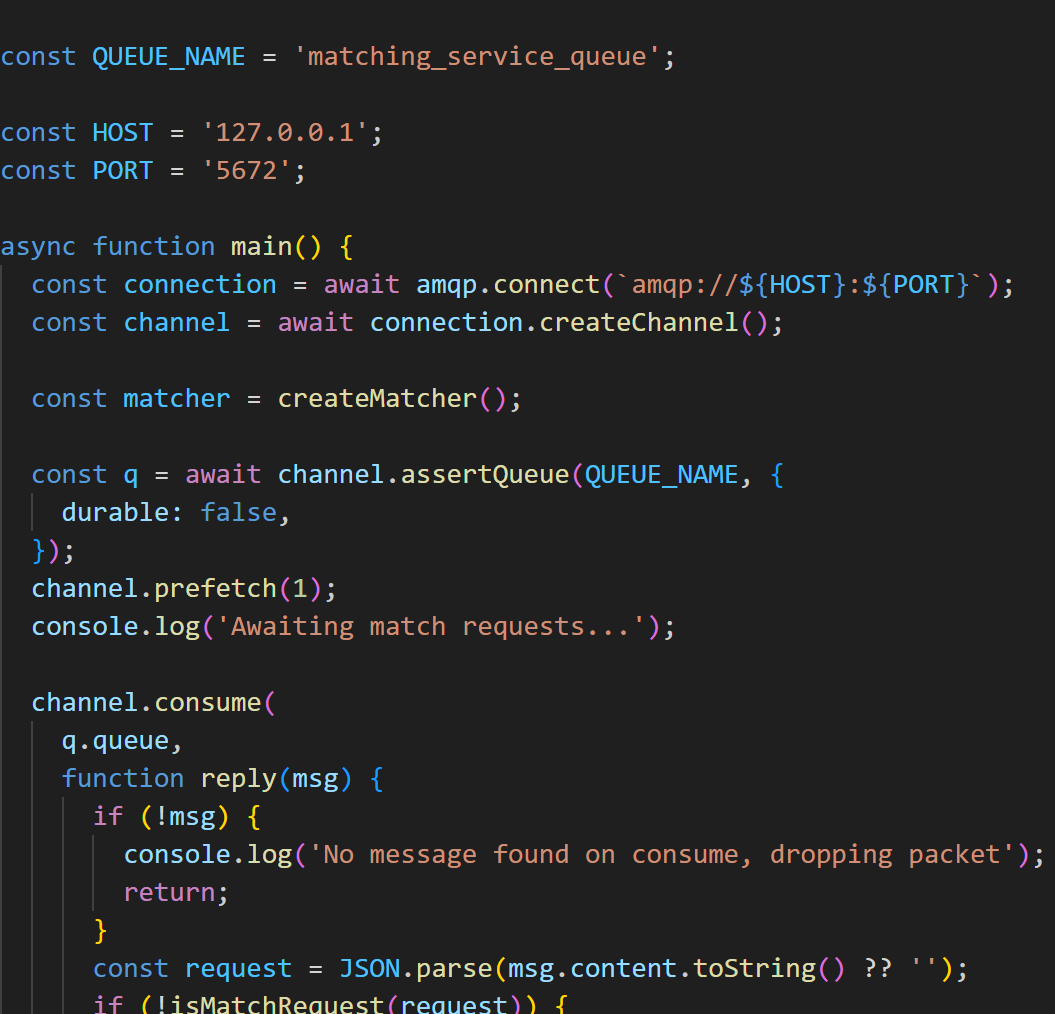 const QUEUE_NAME = 'matching_service_queue';
const HOST = '127.0.0.1';
const PORT = '5672';
async function main() {
const connection = await amqp.connect(`amqp://${HOST}:${PORT}`);
const channel = await connection.createChannel();
const matcher = createMatcher();
const q = await channel.assertQueue(QUEUE_NAME, {
durable: false,
});
channel.prefetch(1);
console.log('Awaiting match requests...');
channel.consume(
q.queue,
function reply(msg) {
if (!msg) {
console.log('No message found on consume, dropping packet');
return;
}
const request = JSON.parse(msg.content.toString() ?? '');
if (!isMatchRequest(request)) {